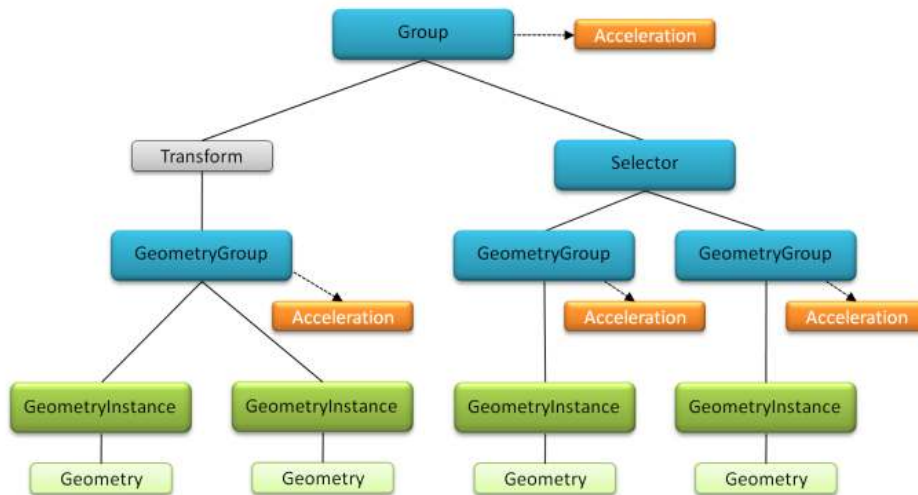 Group
Acceleration
Transform
Selector
GeometryGroup
GeometryGroup
GeometryGroup
Acceleration
Acceleration
Acceleration
GeometryInstance
GeometryInstance
GeometryInstance
GeometryInstance
Geometry
Geometry
Geometry
Geometry